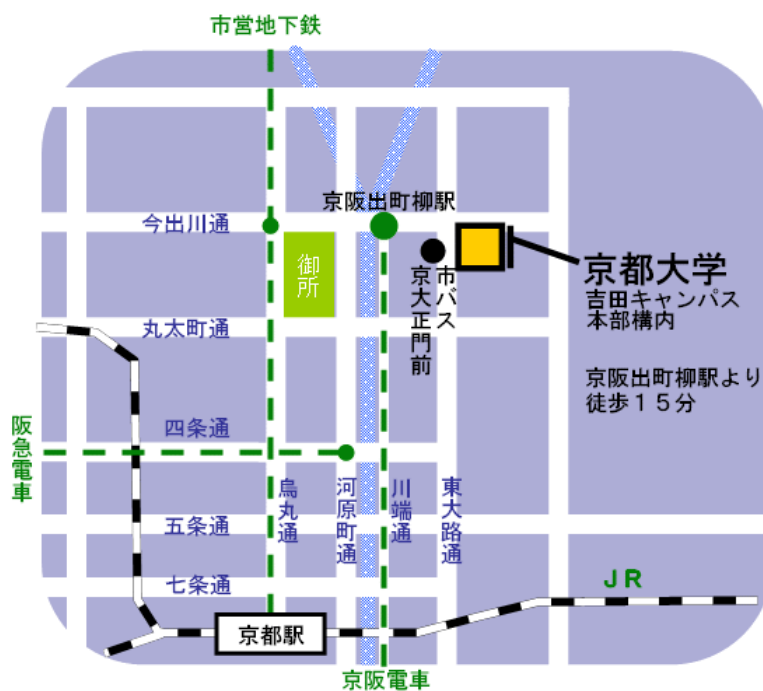 市営地下鉄
京阪出町柳駅
今出川通
御所
市バス
京大正門前
京都大学
吉田キャンパス
本部構内
丸太町通
京阪出町柳駅より
徒歩１５分
阪急電車
四条通
烏丸通
河原町通
川端通
東大路通
五条通
七条通
ＪＲ
京都駅
京阪電車